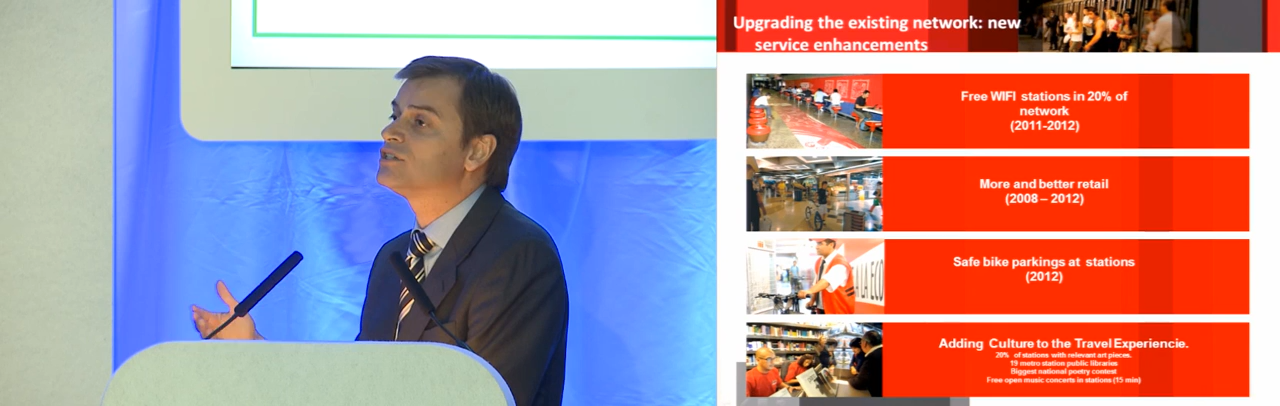 Upgrading the existing network: new
service enhancements
Free WIFI stations in 20% of
network
(2011-2012)
More and better retail
(2008 – 2012)
Safe bike parkings at stations
(2012)
LA ECO
Adding Culture to the Travel Experiencie.
20% of stations with relevant art pieces.
19 metro station public libraries
Biggest national poetry contest
Free open music concerts in stations (15 min)